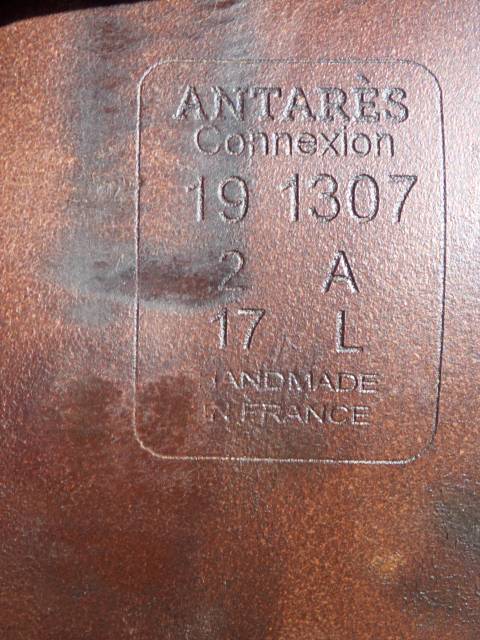 ANTARÈS
Connexion
19 1307
2 A
17 L
HANDMADE
IN FRANCE